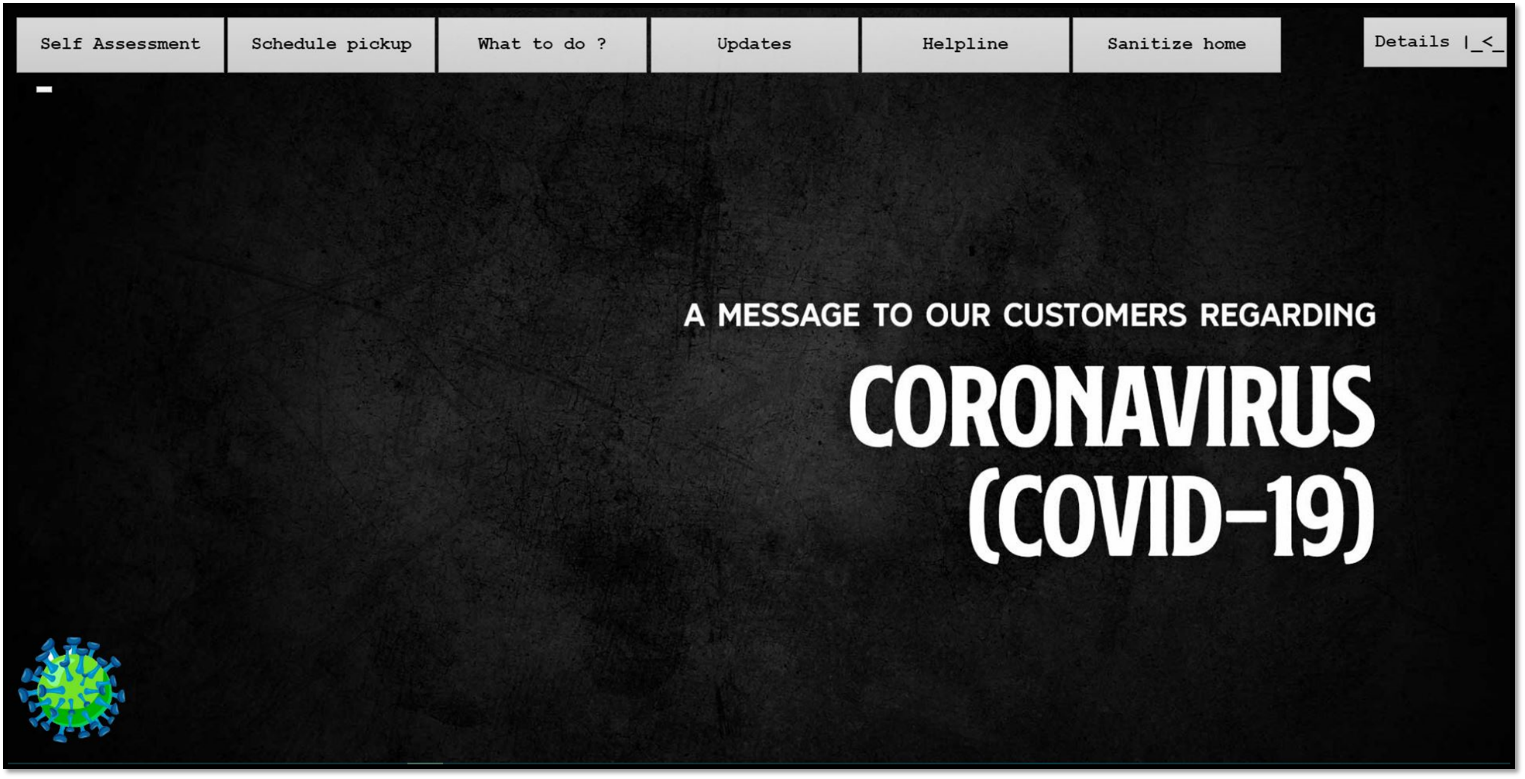 Self Assessment
Schedule pickup
What to do ?
Updates
Helpline
Sanitize home
Details |_<_
A MESSAGE TO OUR CUSTOMERS REGARDING
CORONAVIRUS
(COVID-19)